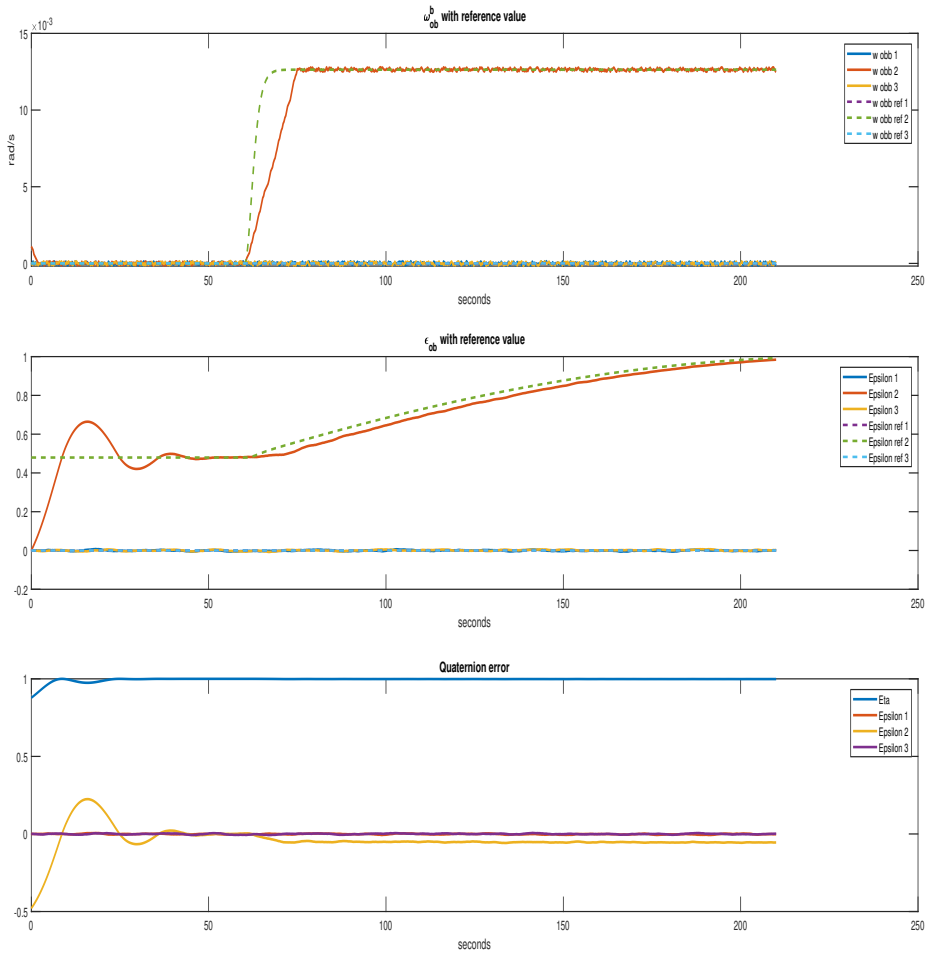 ω_ob^b with reference value
×10^-3
15
10
5
0
rad/s
0 50 100 150 200 250
seconds
w obb 1
w obb 2
w obb 3
w obb ref 1
w obb ref 2
w obb ref 3
ϵ_ob with reference value
1
0.8
0.6
0.4
0.2
0
-0.2
0 50 100 150 200 250
seconds
Epsilon 1
Epsilon 2
Epsilon 3
Epsilon ref 1
Epsilon ref 2
Epsilon ref 3
Quaternion error
1
0.5
0
-0.5
0 50 100 150 200 250
seconds
Eta
Epsilon 1
Epsilon 2
Epsilon 3